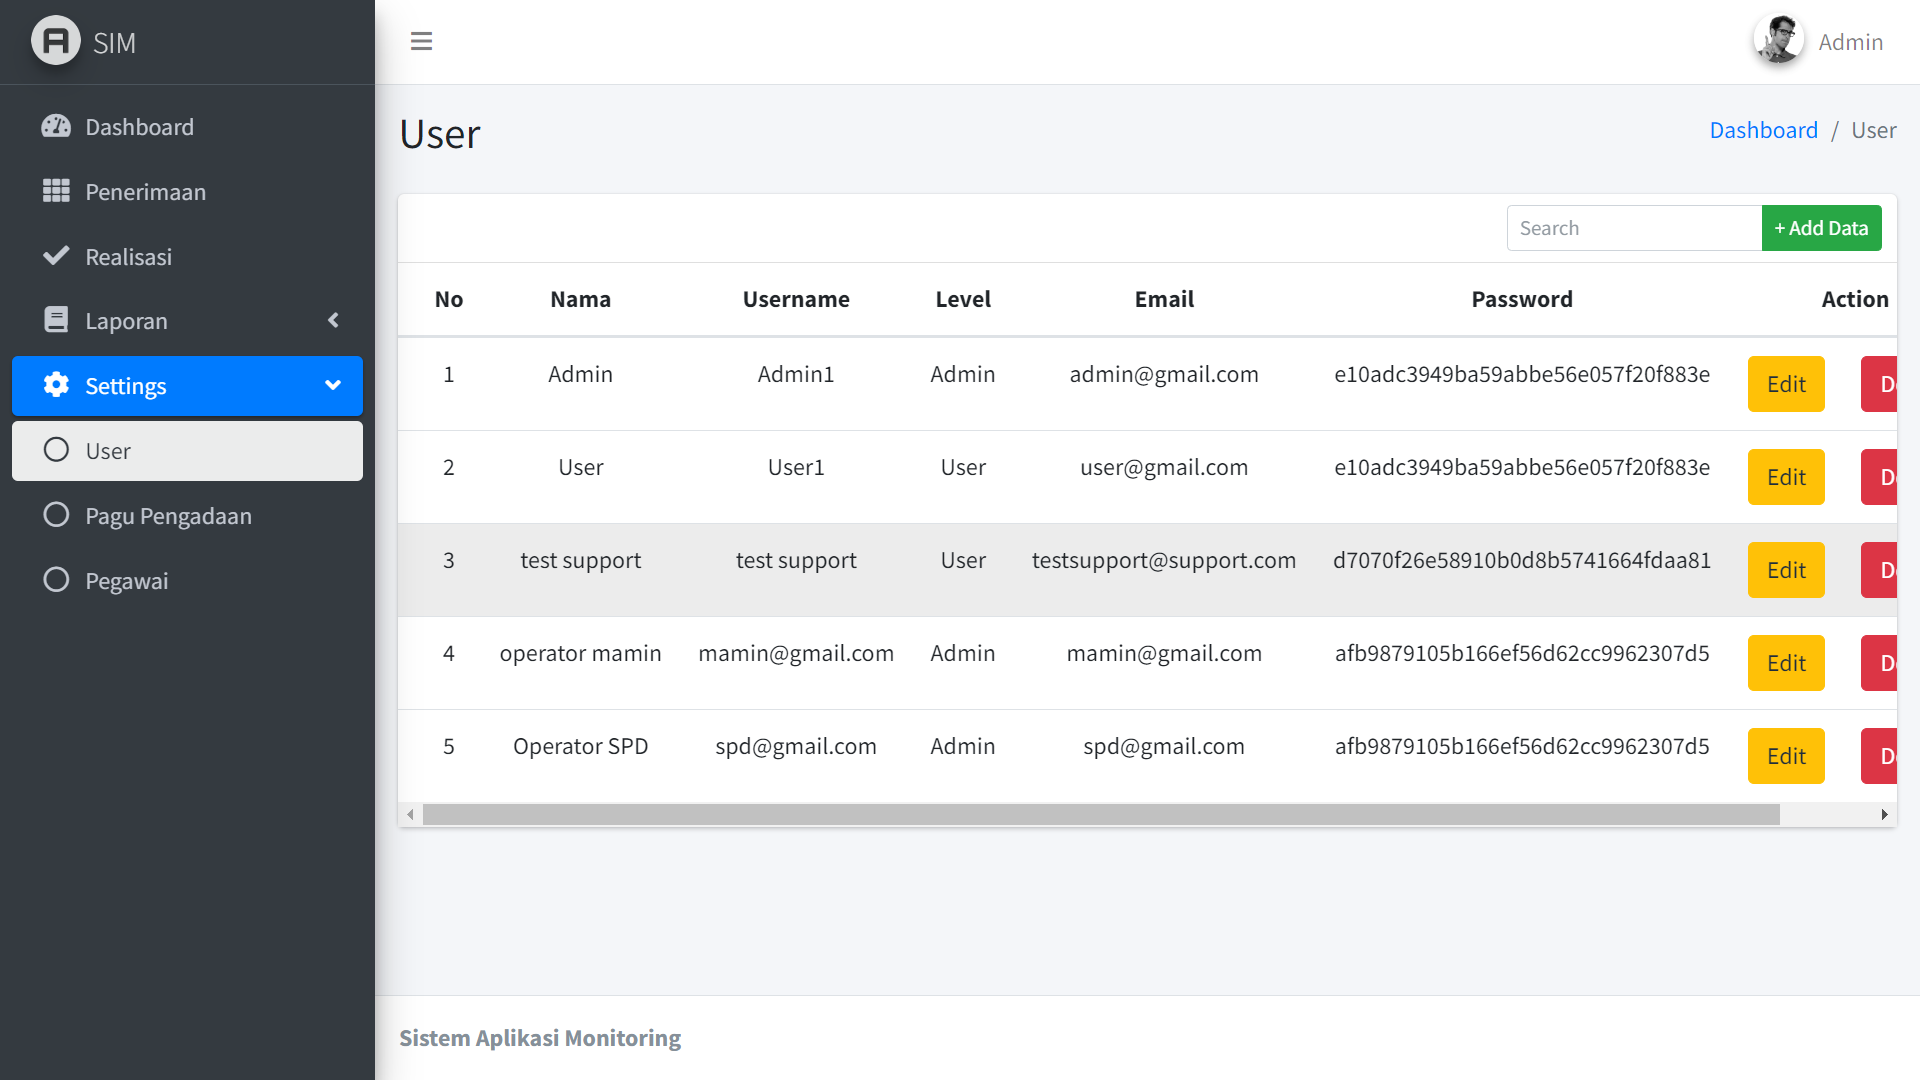 SIM
Admin
Dashboard
Penerimaan
Realisasi
Laporan
Settings
User
Pagu Pengadaan
Pegawai
User
Dashboard / User
Search
+ Add Data
No Nama Username Level Email Password Action
1 Admin Admin1 Admin admin@gmail.com e10adc3949ba59abbe56e057f20f883e Edit
2 User User1 User user@gmail.com e10adc3949ba59abbe56e057f20f883e Edit
3 test support test support User testsupport@support.com d7070f26e58910b0d8b5741664fdaa81 Edit
4 operator mamin mamin@gmail.com Admin mamin@gmail.com afb9879105b166ef56d62cc9962307d5 Edit
5 Operator SPD spd@gmail.com Admin spd@gmail.com afb9879105b166ef56d62cc9962307d5 Edit
Sistem Aplikasi Monitoring